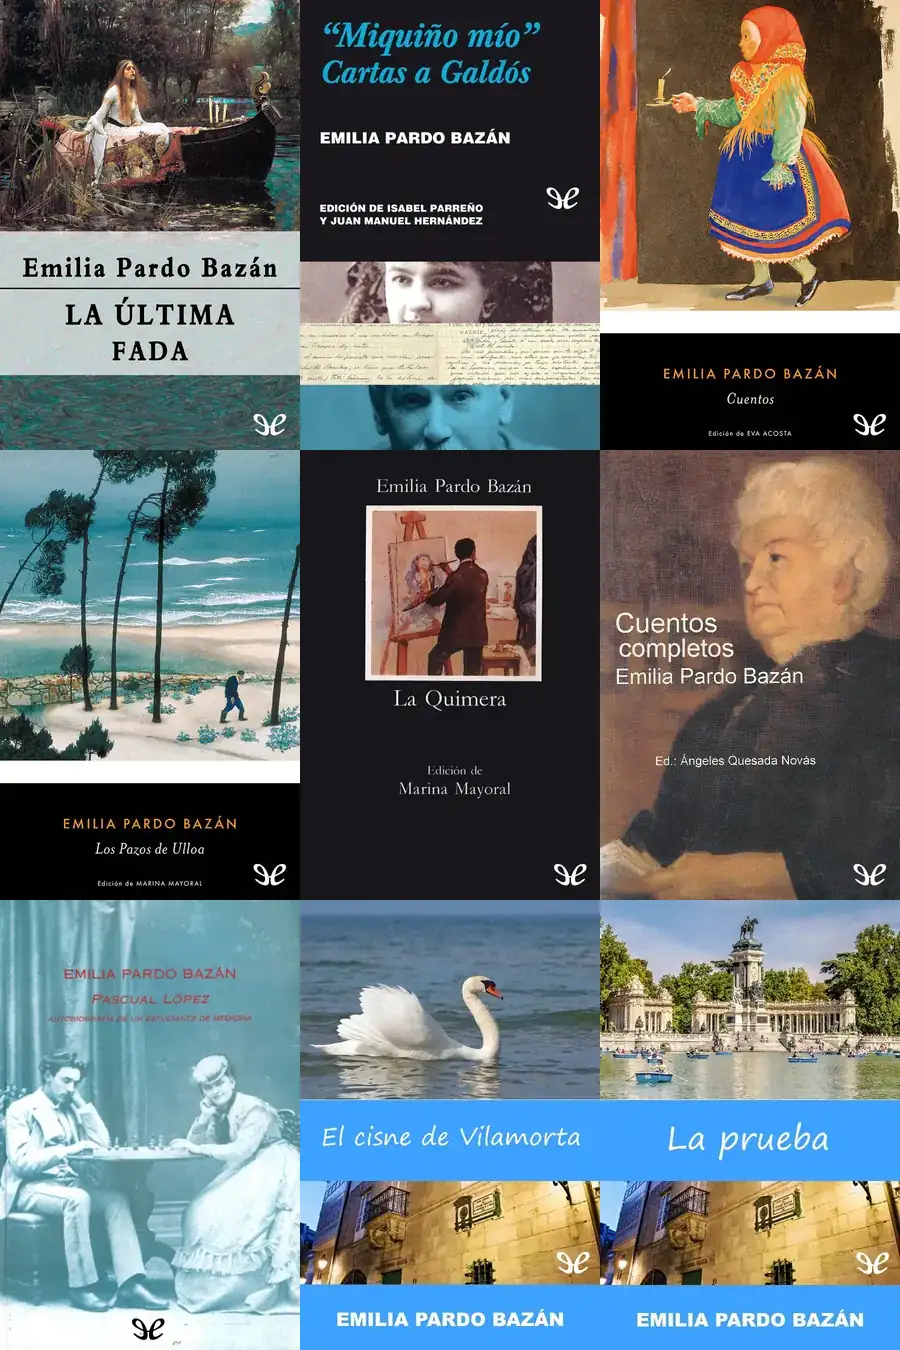 Emilia Pardo Bazán
LA ÚLTIMA
FADA
“Miquiño mío”
Cartas a Galdós
EMILIA PARDO BAZÁN
EDICIÓN DE ISABEL PARREÑO
Y JUAN MANUEL HERNÁNDEZ
EMILIA PARDO BAZÁN
Cuentos
Edición de EVA ACOSTA
EMILIA PARDO BAZÁN
Los Pazos de Ulloa
Edición de MARINA MAYORAL
Emilia Pardo Bazán
La Quimera
Edición de
Marina Mayoral
Cuentos
completos
Emilia Pardo Bazán
Ed.: Ángeles Quesada Novás
EMILIA PARDO BAZÁN
PASCUAL LÓPEZ
AUTOBIOGRAFÍA DE UN ESTUDIANTE DE MEDICINA
El cisne de Vilamorta
EMILIA PARDO BAZÁN
La prueba
EMILIA PARDO BAZÁN